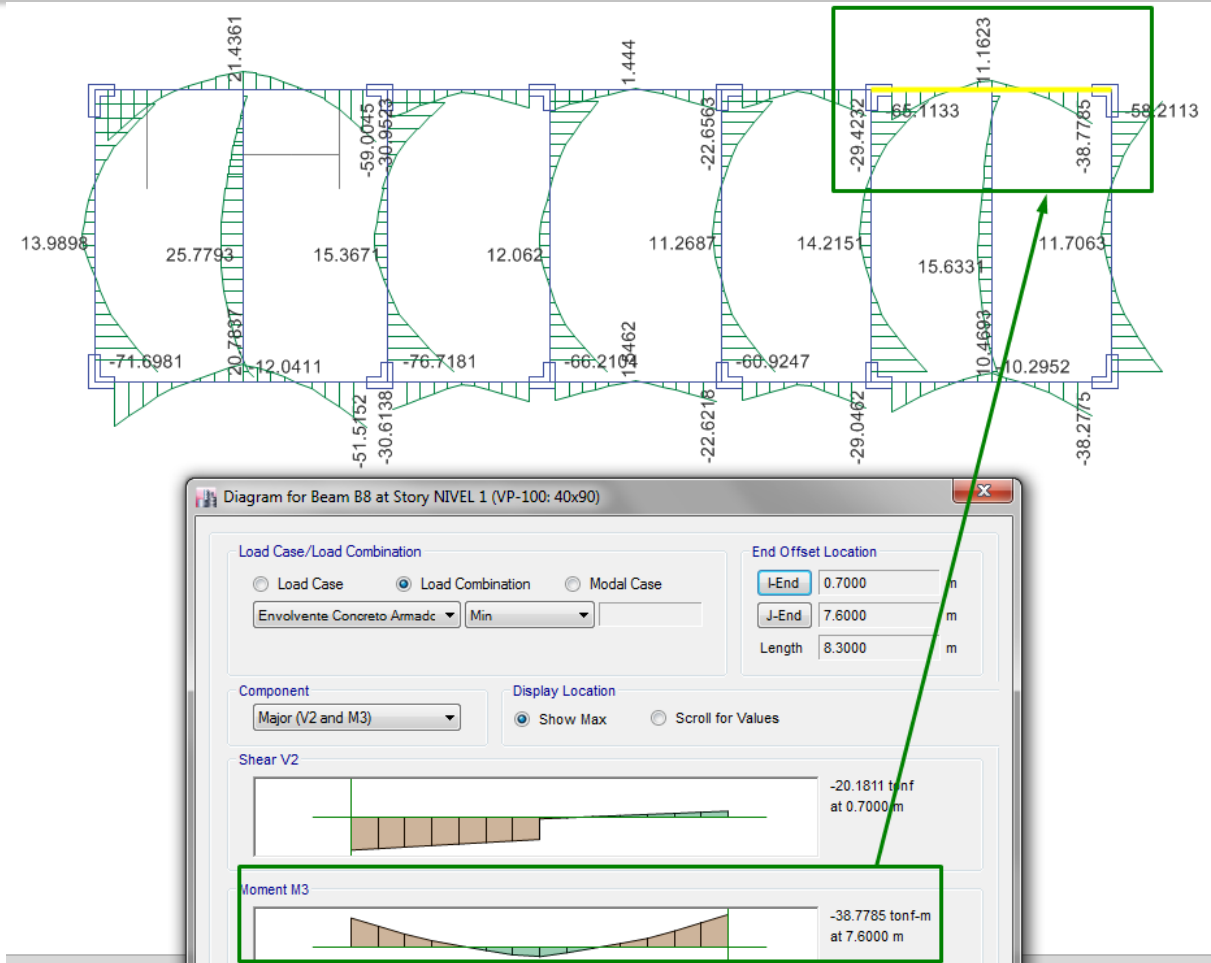 21.4361
1.444
11.1623
-59.0045
-30.9523
-22.6563
-29.4232
-65.1133
-38.7785
-58.2113
13.9898
25.7793
15.3671
12.062
11.2687
14.2151
15.6331
11.7063
-71.6981
20.7837
-12.0411
-76.7181
-66.2104
-60.9247
10.4693
-10.2952
-51.5152
-30.6138
-22.6218
-29.0462
-38.2775
Diagram for Beam B8 at Story NIVEL 1 (VP-100: 40x90)
Load Case/Load Combination
End Offset Location
Load Case
Load Combination
Modal Case
I-End
0.7000
m
Envolvente Concreto Armadc
Min
J-End
7.6000
m
Length
8.3000
m
Component
Display Location
Major (V2 and M3)
Show Max
Scroll for Values
Shear V2
-20.1811 tonf
at 0.7000 m
Moment M3
-38.7785 tonf-m
at 7.6000 m